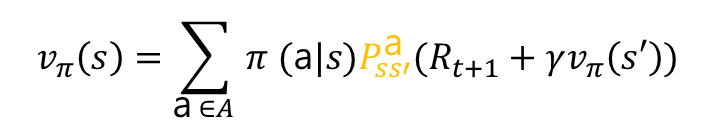 v_π(s) = ∑_{a ∈A} π (a|s)P^a_{ss′}(R_{t+1} + γv_π(s′))